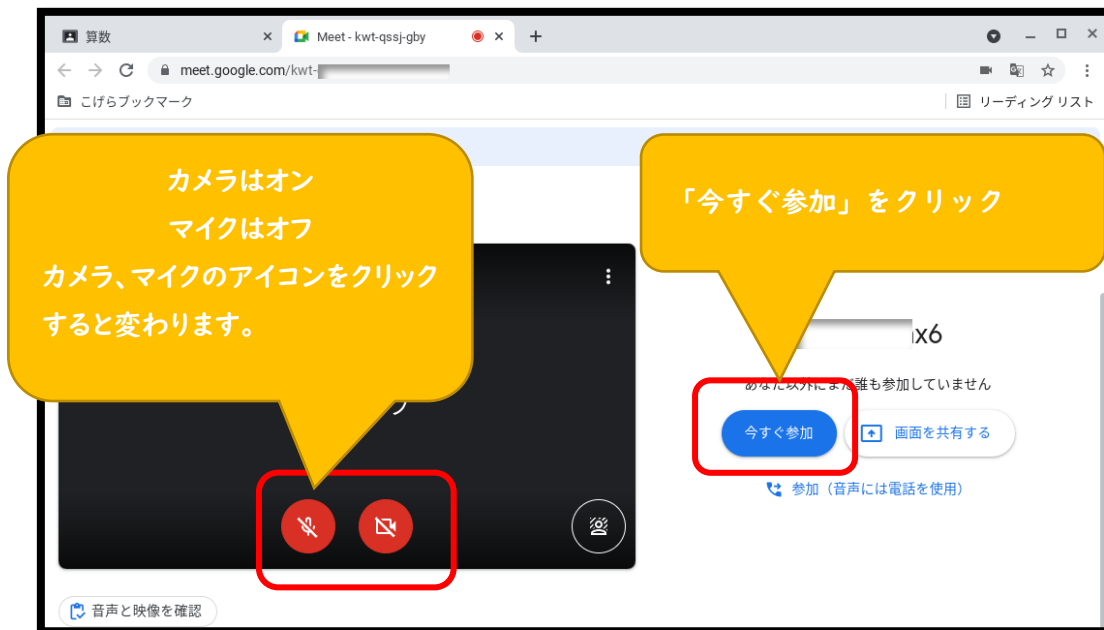 算数
Meet - kwt-qssj-gby
meet.google.com/kwt-
こげらブックマーク
リーディングリスト
カメラはオン
マイクはオフ
カメラ、マイクのアイコンをクリック
すると変わります。
「今すぐ参加」をクリック
x6
誰も参加していません
今すぐ参加
画面を共有する
参加（音声には電話を使用）
音声と映像を確認